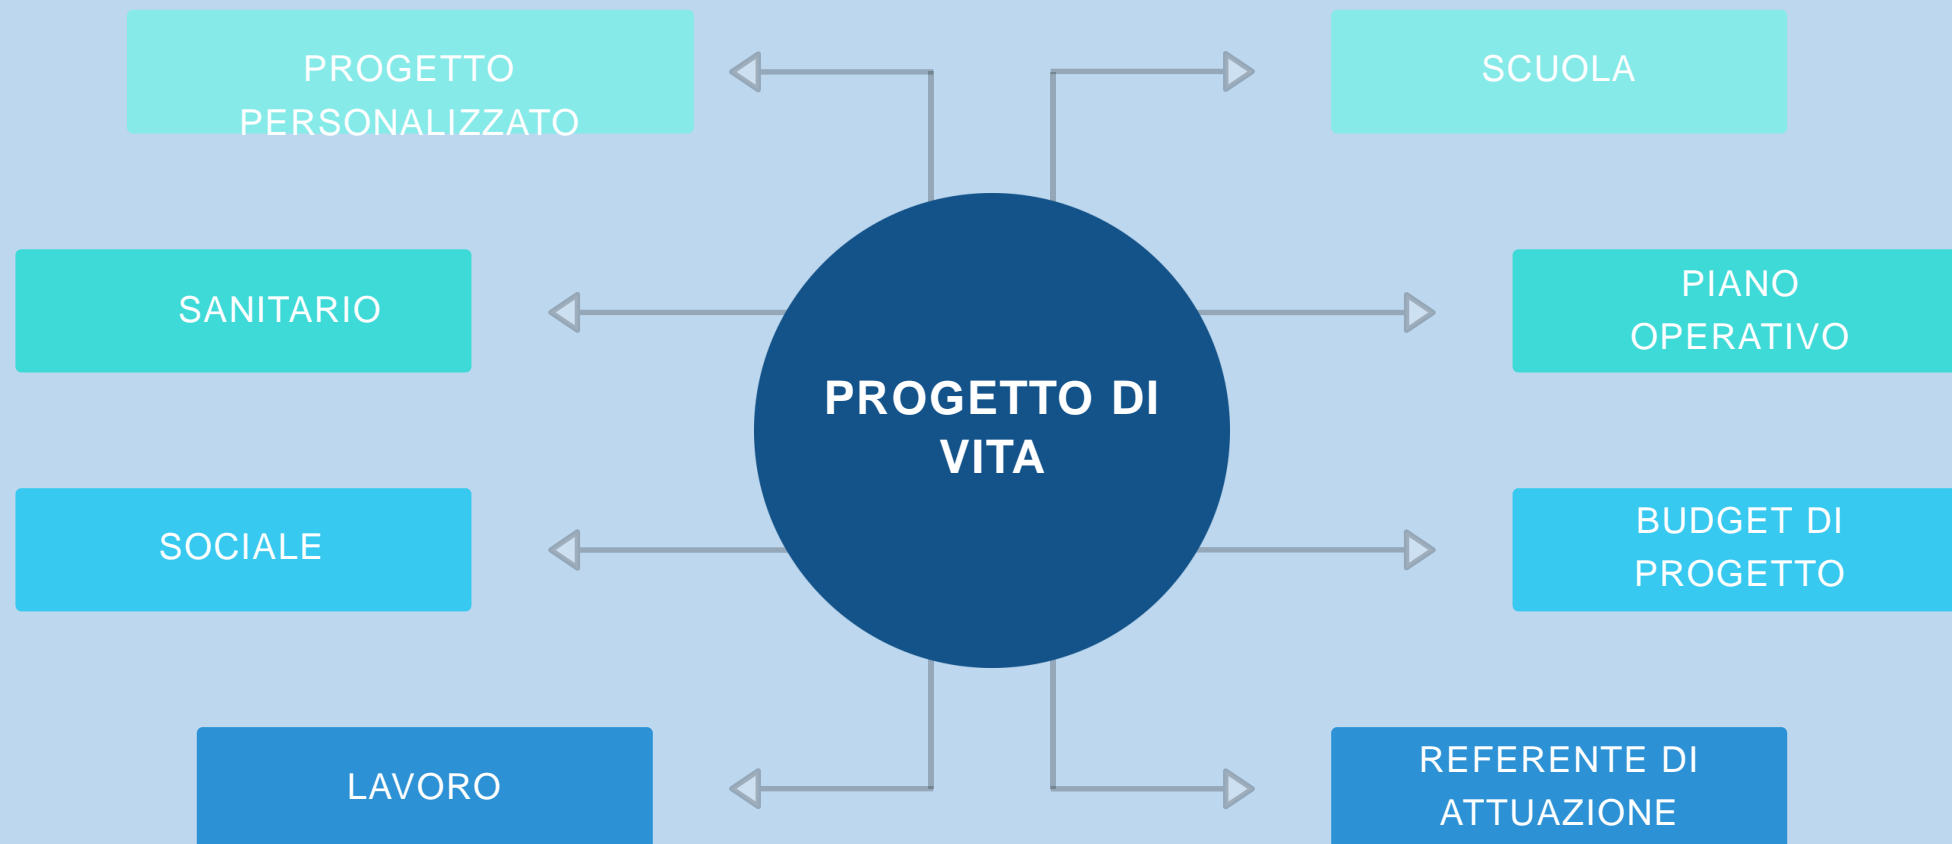 PROGETTO
PERSONALIZZATO
SCUOLA
SANITARIO
PIANO
OPERATIVO
PROGETTO DI
VITA
SOCIALE
BUDGET DI
PROGETTO
LAVORO
REFERENTE DI
ATTUAZIONE